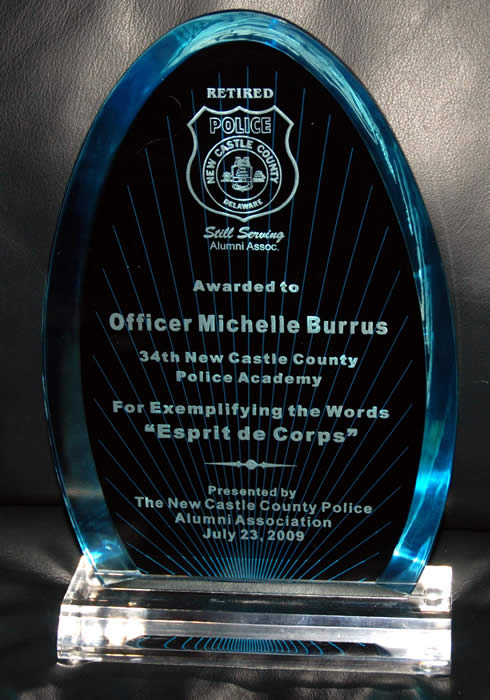 RETIRED
POLICE
NEW CASTLE COUNTY
DELAWARE
Still Serving
Alumni Assoc.
Awarded to
Officer Michelle Burrus
34th New Castle County
Police Academy
For Exemplifying the Words
“Esprit de Corps”
Presented by
The New Castle County Police
Alumni Association
July 23, 2009